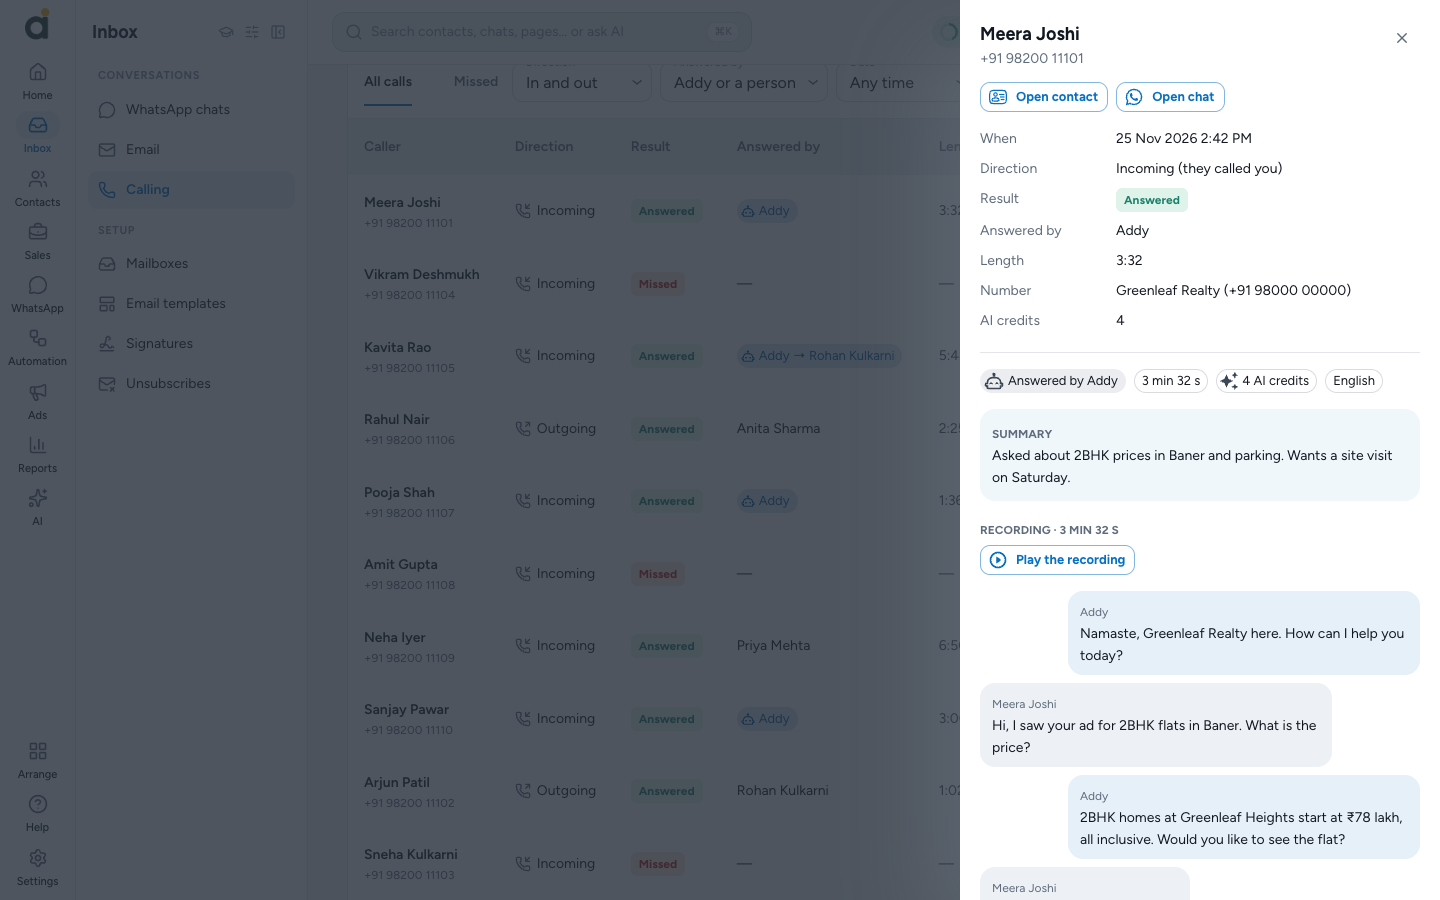 Home
Inbox
Contacts
Sales
WhatsApp
Automation
Ads
Reports
AI
Arrange
Help
Settings
Inbox
CONVERSATIONS
WhatsApp chats
Email
Calling
SETUP
Mailboxes
Email templates
Signatures
Unsubscribes
Search contacts, chats, pages... or ask AI
⌘K
All calls
Missed
In and out
Addy or a person
Any time
Caller
Direction
Result
Answered by
Meera Joshi
+91 98200 11101
Incoming
Answered
Addy
Vikram Deshmukh
+91 98200 11104
Incoming
Missed
—
—
Kavita Rao
+91 98200 11105
Incoming
Answered
Addy → Rohan Kulkarni
Rahul Nair
+91 98200 11106
Outgoing
Answered
Anita Sharma
Pooja Shah
+91 98200 11107
Incoming
Answered
Addy
Amit Gupta
+91 98200 11108
Incoming
Missed
—
—
Neha Iyer
+91 98200 11109
Incoming
Answered
Priya Mehta
Sanjay Pawar
+91 98200 11110
Incoming
Answered
Addy
Arjun Patil
+91 98200 11102
Outgoing
Answered
Rohan Kulkarni
Sneha Kulkarni
+91 98200 11103
Incoming
Missed
—
—
Meera Joshi
+91 98200 11101
Open contact
Open chat
When
25 Nov 2026 2:42 PM
Direction
Incoming (they called you)
Result
Answered
Answered by
Addy
Length
3:32
Number
Greenleaf Realty (+91 98000 00000)
AI credits
4
Answered by Addy
3 min 32 s
4 AI credits
English
SUMMARY
Asked about 2BHK prices in Baner and parking. Wants a site visit
on Saturday.
RECORDING · 3 MIN 32 S
Play the recording
Addy
Namaste, Greenleaf Realty here. How can I help you
today?
Meera Joshi
Hi, I saw your ad for 2BHK flats in Baner. What is the
price?
Addy
2BHK homes at Greenleaf Heights start at ₹78 lakh,
all inclusive. Would you like to see the flat?
Meera Joshi